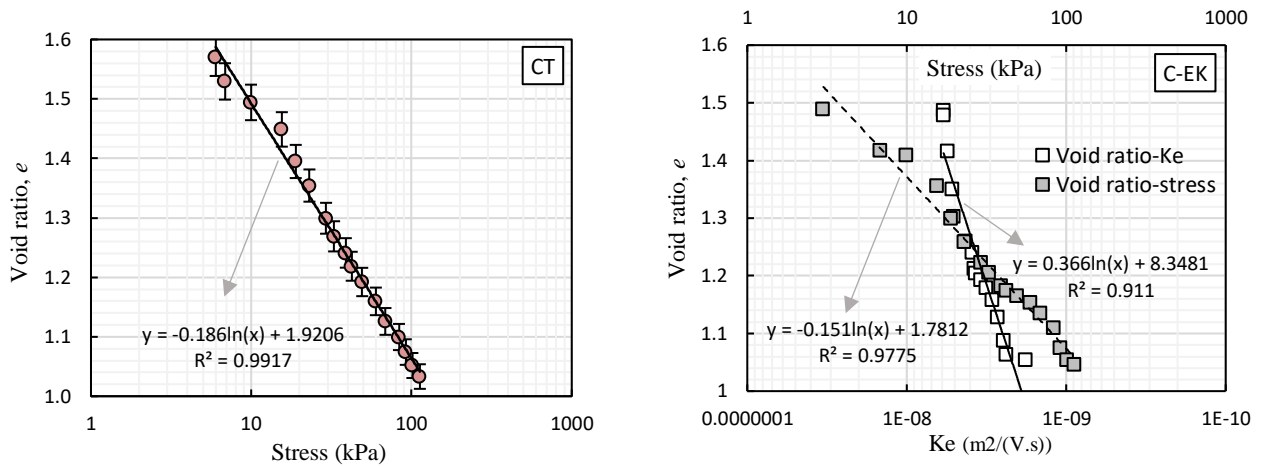 1.6
1.5
1.4
1.3
1.2
1.1
1.0
Void ratio, e
CT
y = -0.186ln(x) + 1.9206
R² = 0.9917
1 10 100 1000
Stress (kPa)
1 10 100 1000
Stress (kPa)
C-EK
1.6
1.5
1.4
1.3
1.2
1.1
1
Void ratio, e
Void ratio-Ke
Void ratio-stress
y = 0.366ln(x) + 8.3481
R² = 0.911
y = -0.151ln(x) + 1.7812
R² = 0.9775
0.0000001 1E-08 1E-09 1E-10
Ke (m2/(V.s))